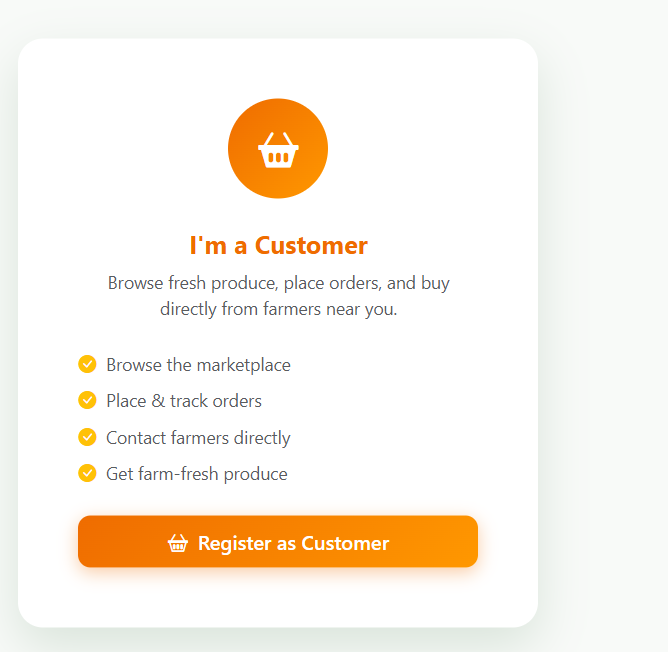 I'm a Customer
Browse fresh produce, place orders, and buy
directly from farmers near you.
Browse the marketplace
Place & track orders
Contact farmers directly
Get farm-fresh produce
Register as Customer